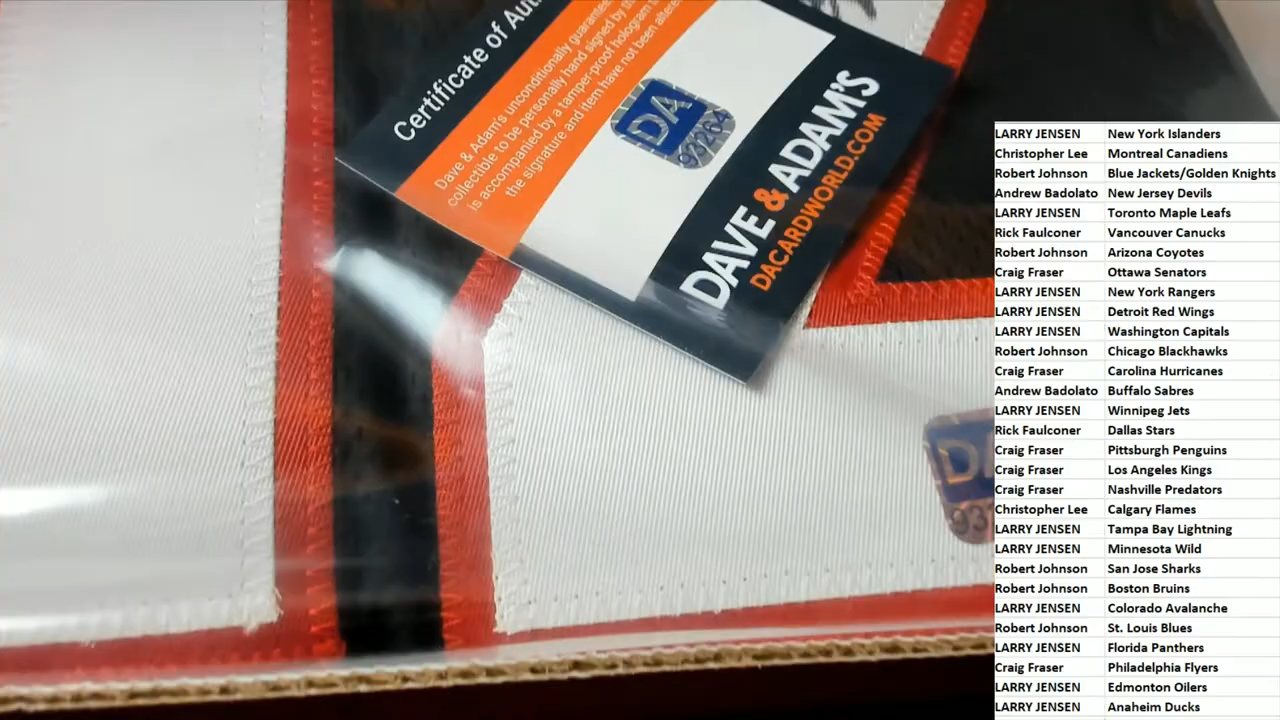 Certificate of Aut
Dave & Adam's unconditionally guarantees
collectible to be personally hand signed by th
is accompanied by a tamper-proof hologram
the signature and item have not been altere
DA
93264
DAVE & ADAM'S
DACARDWORLD.COM
93
LARRY JENSEN New York Islanders
Christopher Lee Montreal Canadiens
Robert Johnson Blue Jackets/Golden Knights
Andrew Badolato New Jersey Devils
LARRY JENSEN Toronto Maple Leafs
Rick Faulconer Vancouver Canucks
Robert Johnson Arizona Coyotes
Craig Fraser Ottawa Senators
LARRY JENSEN New York Rangers
LARRY JENSEN Detroit Red Wings
LARRY JENSEN Washington Capitals
Robert Johnson Chicago Blackhawks
Craig Fraser Carolina Hurricanes
Andrew Badolato Buffalo Sabres
LARRY JENSEN Winnipeg Jets
Rick Faulconer Dallas Stars
Craig Fraser Pittsburgh Penguins
Craig Fraser Los Angeles Kings
Craig Fraser Nashville Predators
Christopher Lee Calgary Flames
LARRY JENSEN Tampa Bay Lightning
LARRY JENSEN Minnesota Wild
Robert Johnson San Jose Sharks
Robert Johnson Boston Bruins
LARRY JENSEN Colorado Avalanche
Robert Johnson St. Louis Blues
LARRY JENSEN Florida Panthers
Craig Fraser Philadelphia Flyers
LARRY JENSEN Edmonton Oilers
LARRY JENSEN Anaheim Ducks